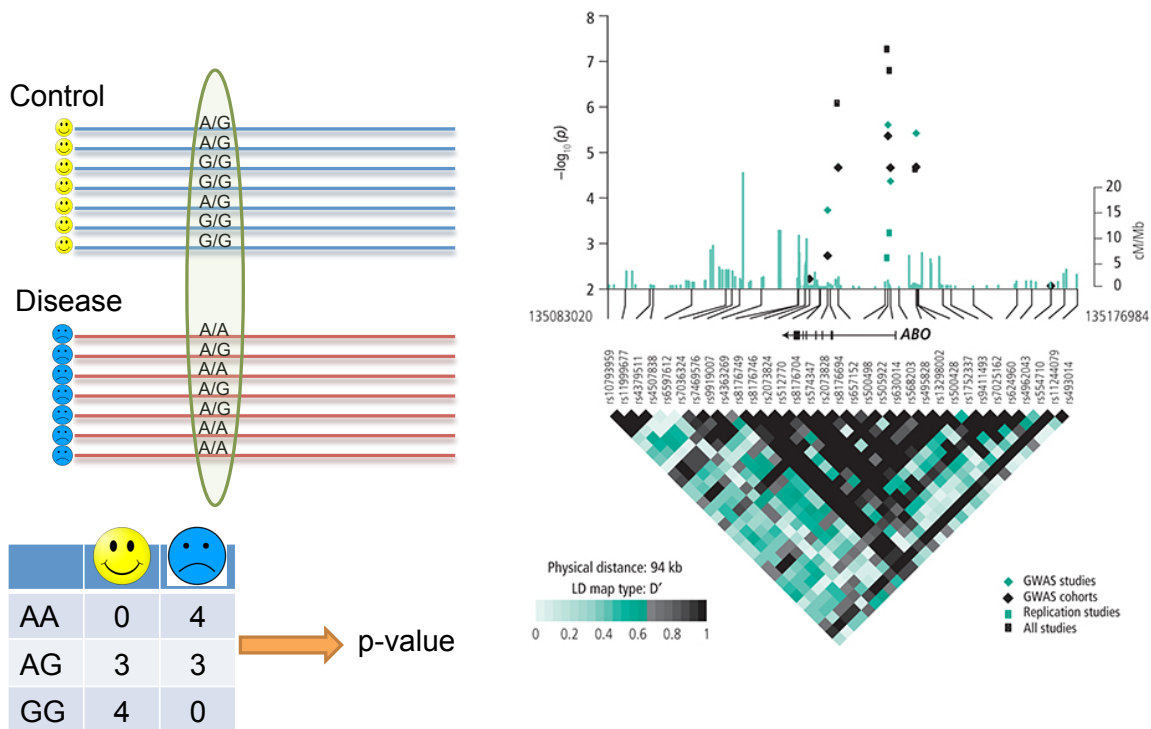 Control
A/G
A/G
G/G
G/G
A/G
G/G
G/G
Disease
A/A
A/G
A/A
A/G
A/G
A/A
A/A
AA 0 4
AG 3 3
GG 4 0
p-value
8
7
6
5
4
3
2
–log10(p)
20
15
10
5
0
cM/Mb
135083020
135176984
ABO
rs10793959
rs11999677
rs4379511
rs4507838
rs6597612
rs7036324
rs7469576
rs9919007
rs4363269
rs8176749
rs8176746
rs2073824
rs512770
rs8176704
rs574347
rs2073828
rs8176694
rs657152
rs500498
rs505922
rs630014
rs568203
rs495828
rs13298002
rs500428
rs1752337
rs9411493
rs7025162
rs624960
rs4962043
rs554710
rs11244079
rs493014
Physical distance: 94 kb
LD map type: D′
0 0.2 0.4 0.6 0.8 1
GWAS studies
GWAS cohorts
Replication studies
All studies